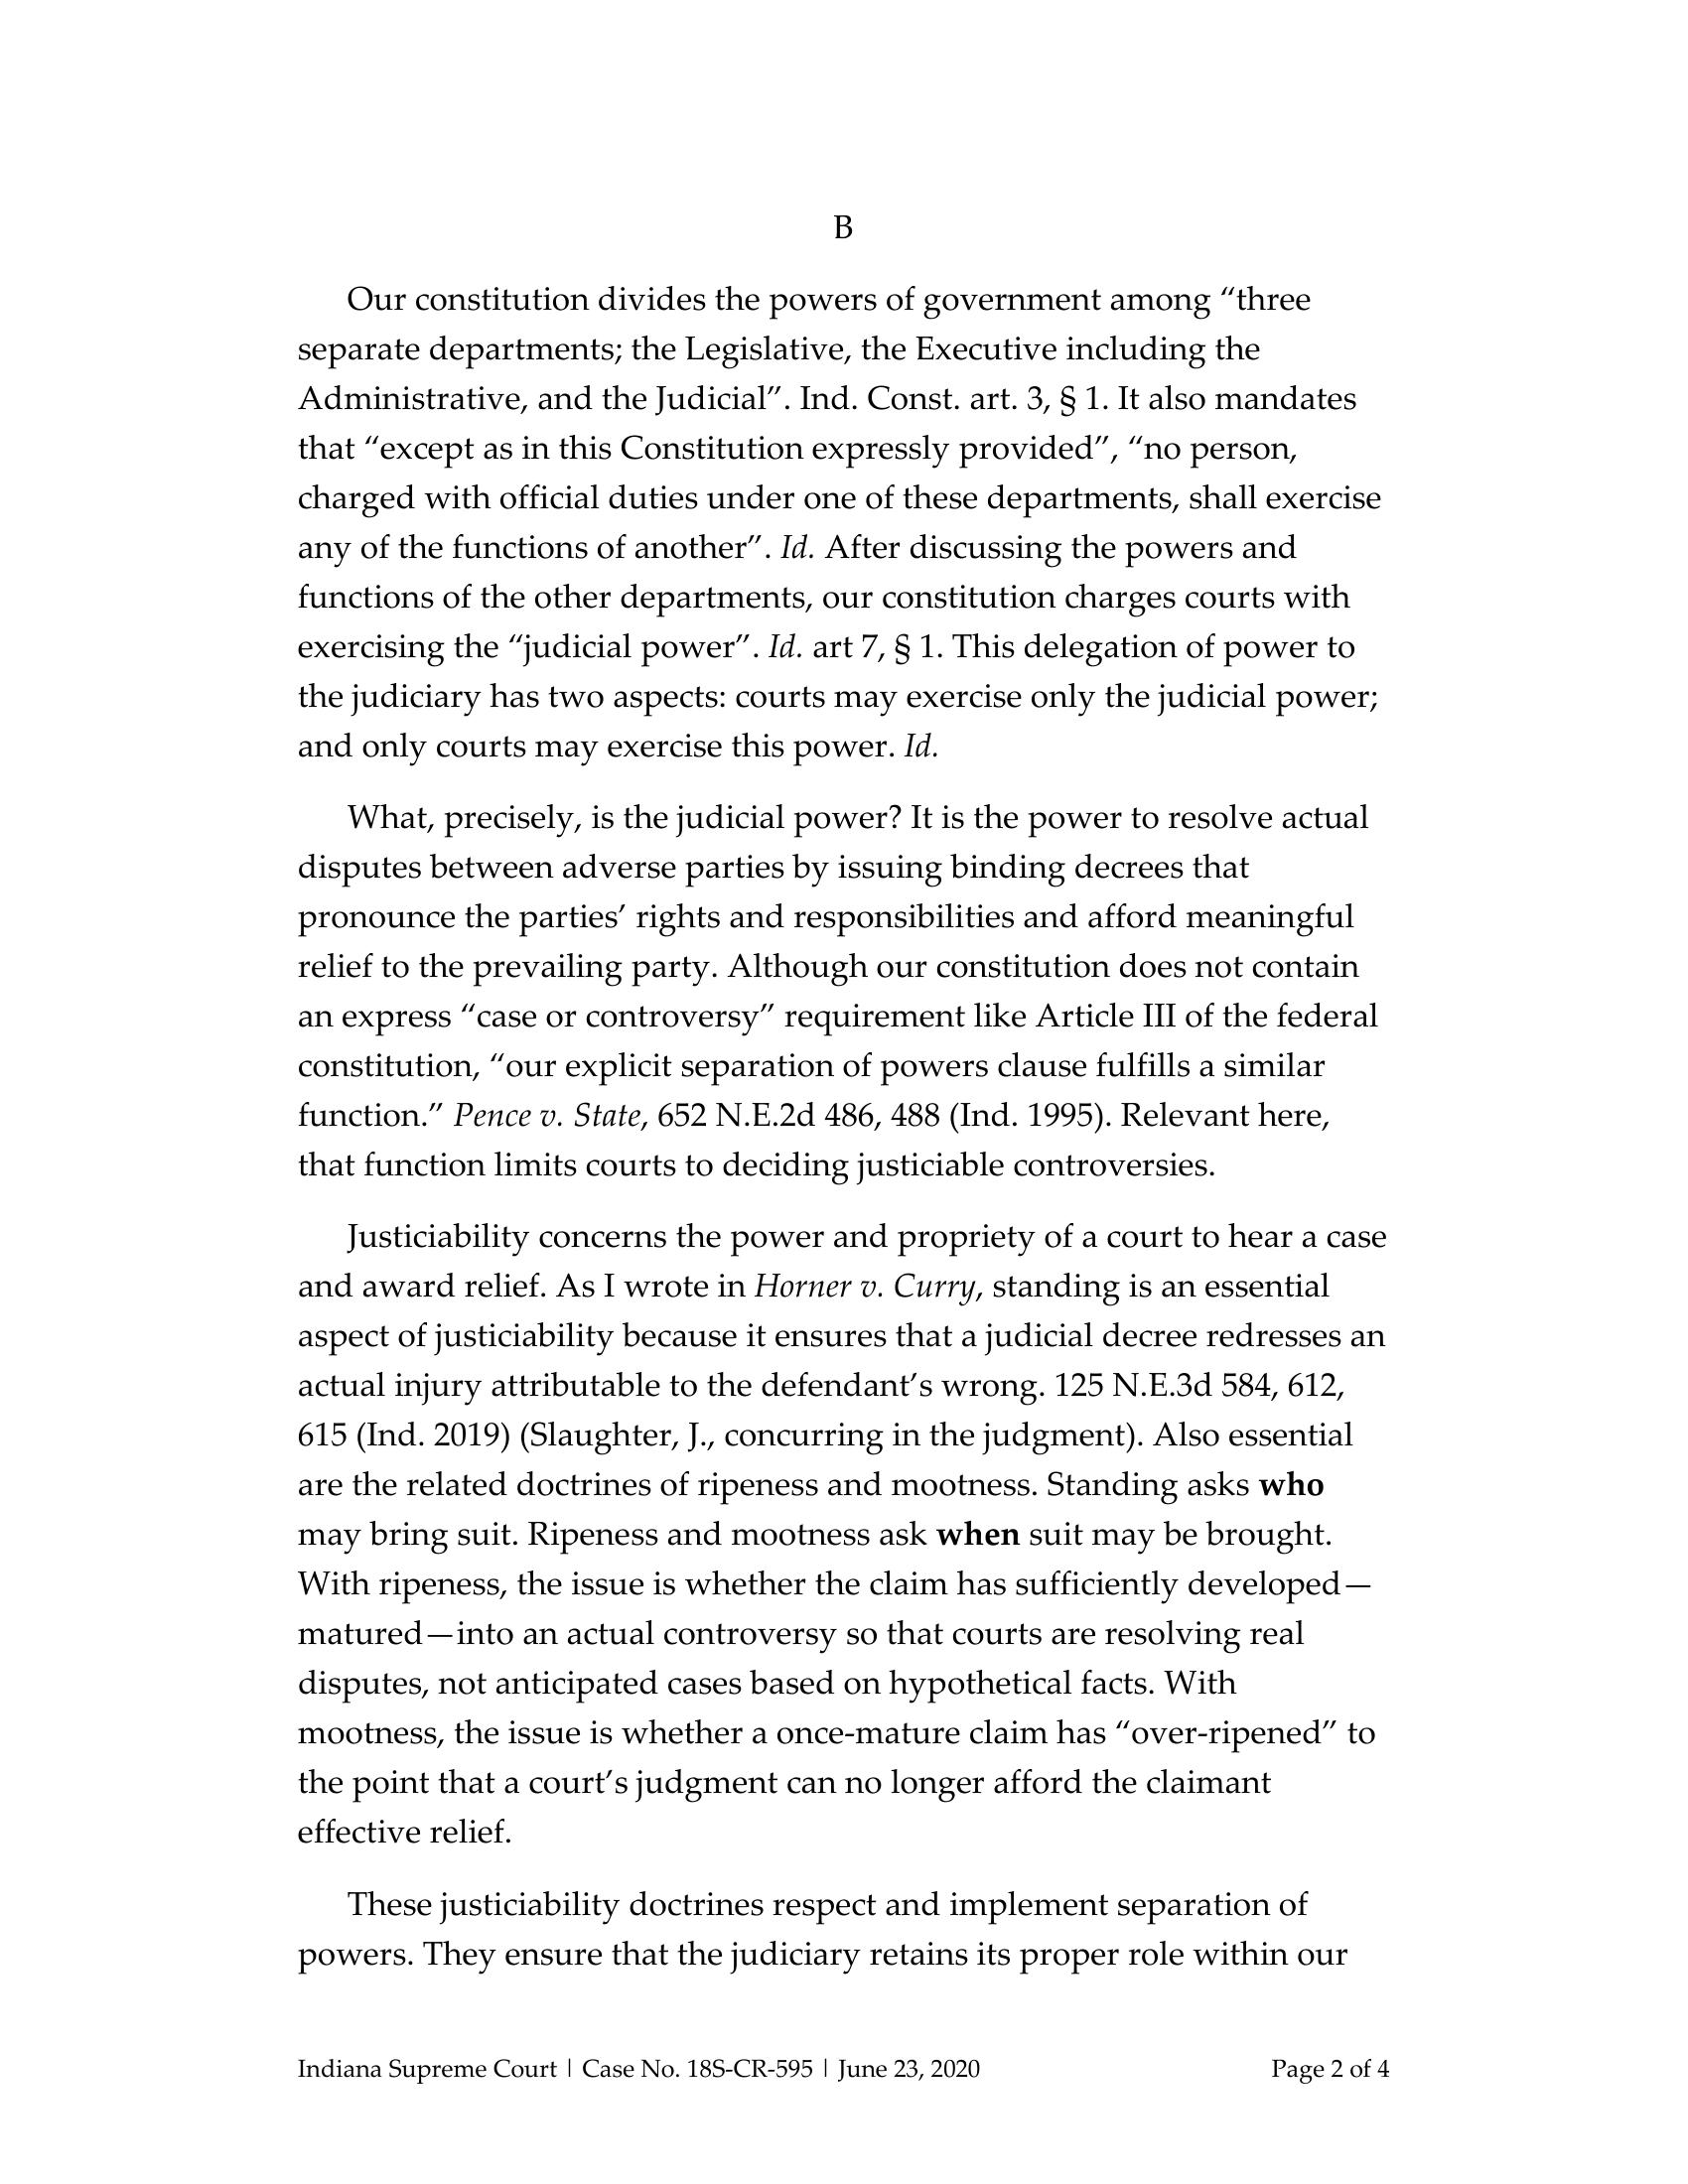 B
Our constitution divides the powers of government among “three
separate departments; the Legislative, the Executive including the
Administrative, and the Judicial”. Ind. Const. art. 3, § 1. It also mandates
that “except as in this Constitution expressly provided”, “no person,
charged with official duties under one of these departments, shall exercise
any of the functions of another”. Id. After discussing the powers and
functions of the other departments, our constitution charges courts with
exercising the “judicial power”. Id. art 7, § 1. This delegation of power to
the judiciary has two aspects: courts may exercise only the judicial power;
and only courts may exercise this power. Id.
What, precisely, is the judicial power? It is the power to resolve actual
disputes between adverse parties by issuing binding decrees that
pronounce the parties’ rights and responsibilities and afford meaningful
relief to the prevailing party. Although our constitution does not contain
an express “case or controversy” requirement like Article III of the federal
constitution, “our explicit separation of powers clause fulfills a similar
function.” Pence v. State, 652 N.E.2d 486, 488 (Ind. 1995). Relevant here,
that function limits courts to deciding justiciable controversies.
Justiciability concerns the power and propriety of a court to hear a case
and award relief. As I wrote in Horner v. Curry, standing is an essential
aspect of justiciability because it ensures that a judicial decree redresses an
actual injury attributable to the defendant’s wrong. 125 N.E.3d 584, 612,
615 (Ind. 2019) (Slaughter, J., concurring in the judgment). Also essential
are the related doctrines of ripeness and mootness. Standing asks who
may bring suit. Ripeness and mootness ask when suit may be brought.
With ripeness, the issue is whether the claim has sufficiently developed—
matured—into an actual controversy so that courts are resolving real
disputes, not anticipated cases based on hypothetical facts. With
mootness, the issue is whether a once-mature claim has “over-ripened” to
the point that a court’s judgment can no longer afford the claimant
effective relief.
These justiciability doctrines respect and implement separation of
powers. They ensure that the judiciary retains its proper role within our
Indiana Supreme Court | Case No. 18S-CR-595 | June 23, 2020 Page 2 of 4